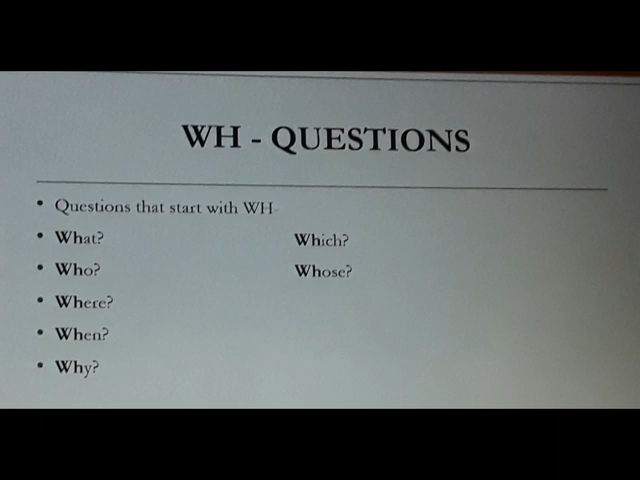 WH - QUESTIONS
• Questions that start with WH-
• What? Which?
• Who? Whose?
• Where?
• When?
• Why?